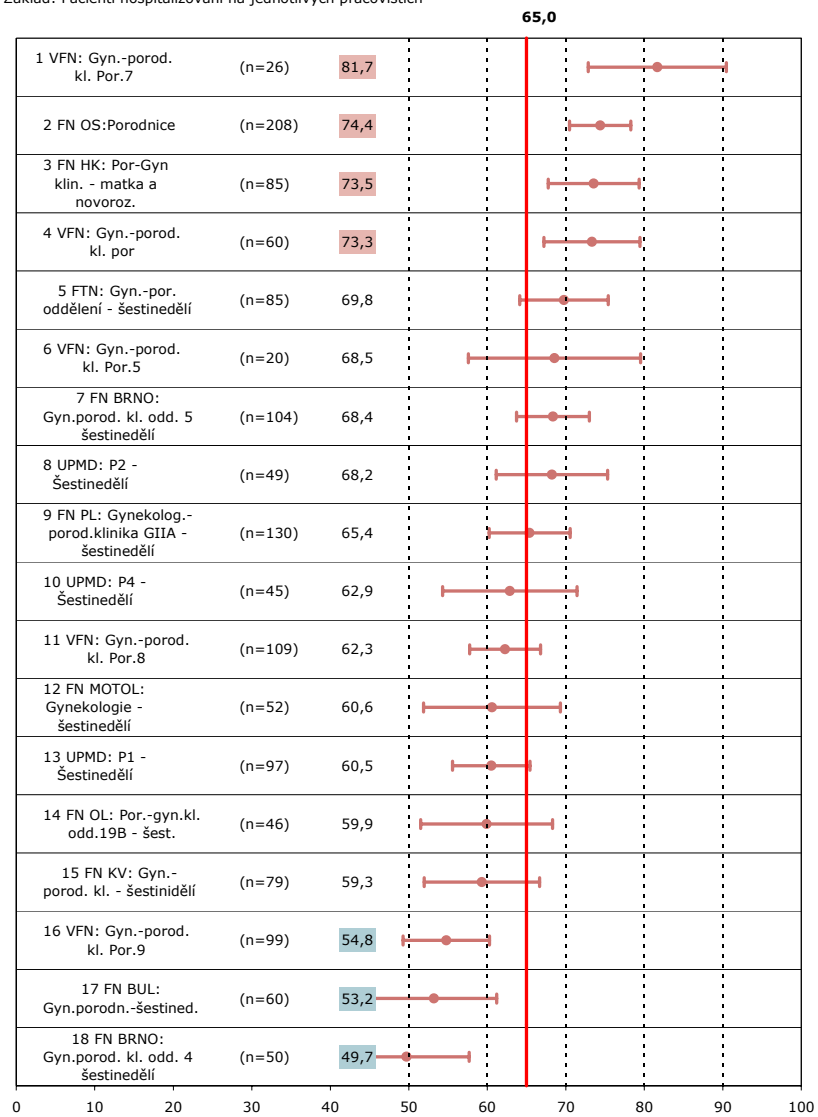 Základ: Pacienti hospitalizovaní na jednotlivých pracovištích
65,0
1 VFN: Gyn.-porod.
kl. Por.7
(n=26)
81,7
2 FN OS:Porodnice
(n=208)
74,4
3 FN HK: Por-Gyn
klin. - matka a
novoroz.
(n=85)
73,5
4 VFN: Gyn.-porod.
kl. por
(n=60)
73,3
5 FTN: Gyn.-por.
oddělení - šestinedělí
(n=85)
69,8
6 VFN: Gyn.-porod.
kl. Por.5
(n=20)
68,5
7 FN BRNO:
Gyn.porod. kl. odd. 5
šestinedělí
(n=104)
68,4
8 UPMD: P2 -
Šestinedělí
(n=49)
68,2
9 FN PL: Gynekolog.-
porod.klinika GIIA -
šestinedělí
(n=130)
65,4
10 UPMD: P4 -
Šestinedělí
(n=45)
62,9
11 VFN: Gyn.-porod.
kl. Por.8
(n=109)
62,3
12 FN MOTOL:
Gynekologie -
šestinedělí
(n=52)
60,6
13 UPMD: P1 -
Šestinedělí
(n=97)
60,5
14 FN OL: Por.-gyn.kl.
odd.19B - šest.
(n=46)
59,9
15 FN KV: Gyn.-
porod. kl. - šestinidělí
(n=79)
59,3
16 VFN: Gyn.-porod.
kl. Por.9
(n=99)
54,8
17 FN BUL:
Gyn.porodn.-šestined.
(n=60)
53,2
18 FN BRNO:
Gyn.porod. kl. odd. 4
šestinedělí
(n=50)
49,7
0 10 20 30 40 50 60 70 80 90 100